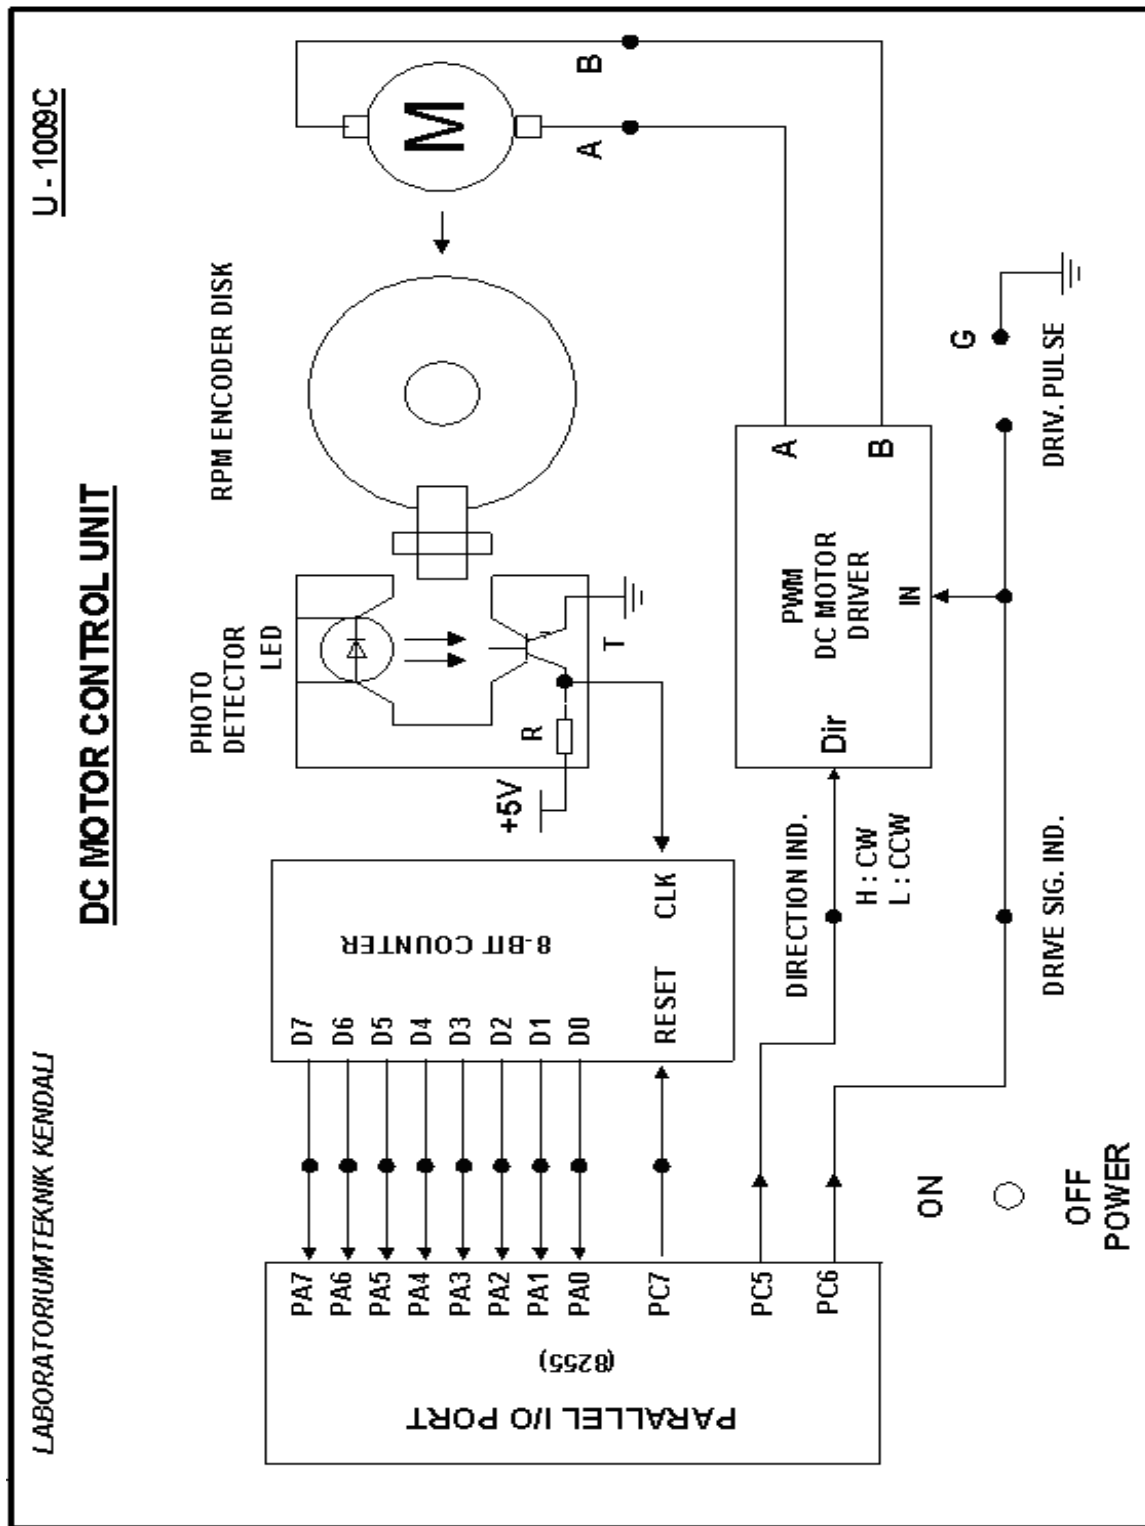 LABORATORIUMTEKNIK KENDALI
U - 1009C
DC MOTOR CONTROL UNIT
PHOTO
DETECTOR
LED
RPM ENCODER DISK
M
A
B
+5V
R
T
PARALLEL I/O PORT
(8255)
PA7
PA6
PA5
PA4
PA3
PA2
PA1
PA0
PC7
PC5
PC6
D7
D6
D5
D4
D3
D2
D1
D0
RESET
CLK
8-BIT COUNTER
DIRECTION IND.
H : CW
L : CCW
Dir
PWM
DC MOTOR
DRIVER
IN
A
B
DRIVE SIG. IND.
DRIV. PULSE
G
ON
OFF
POWER